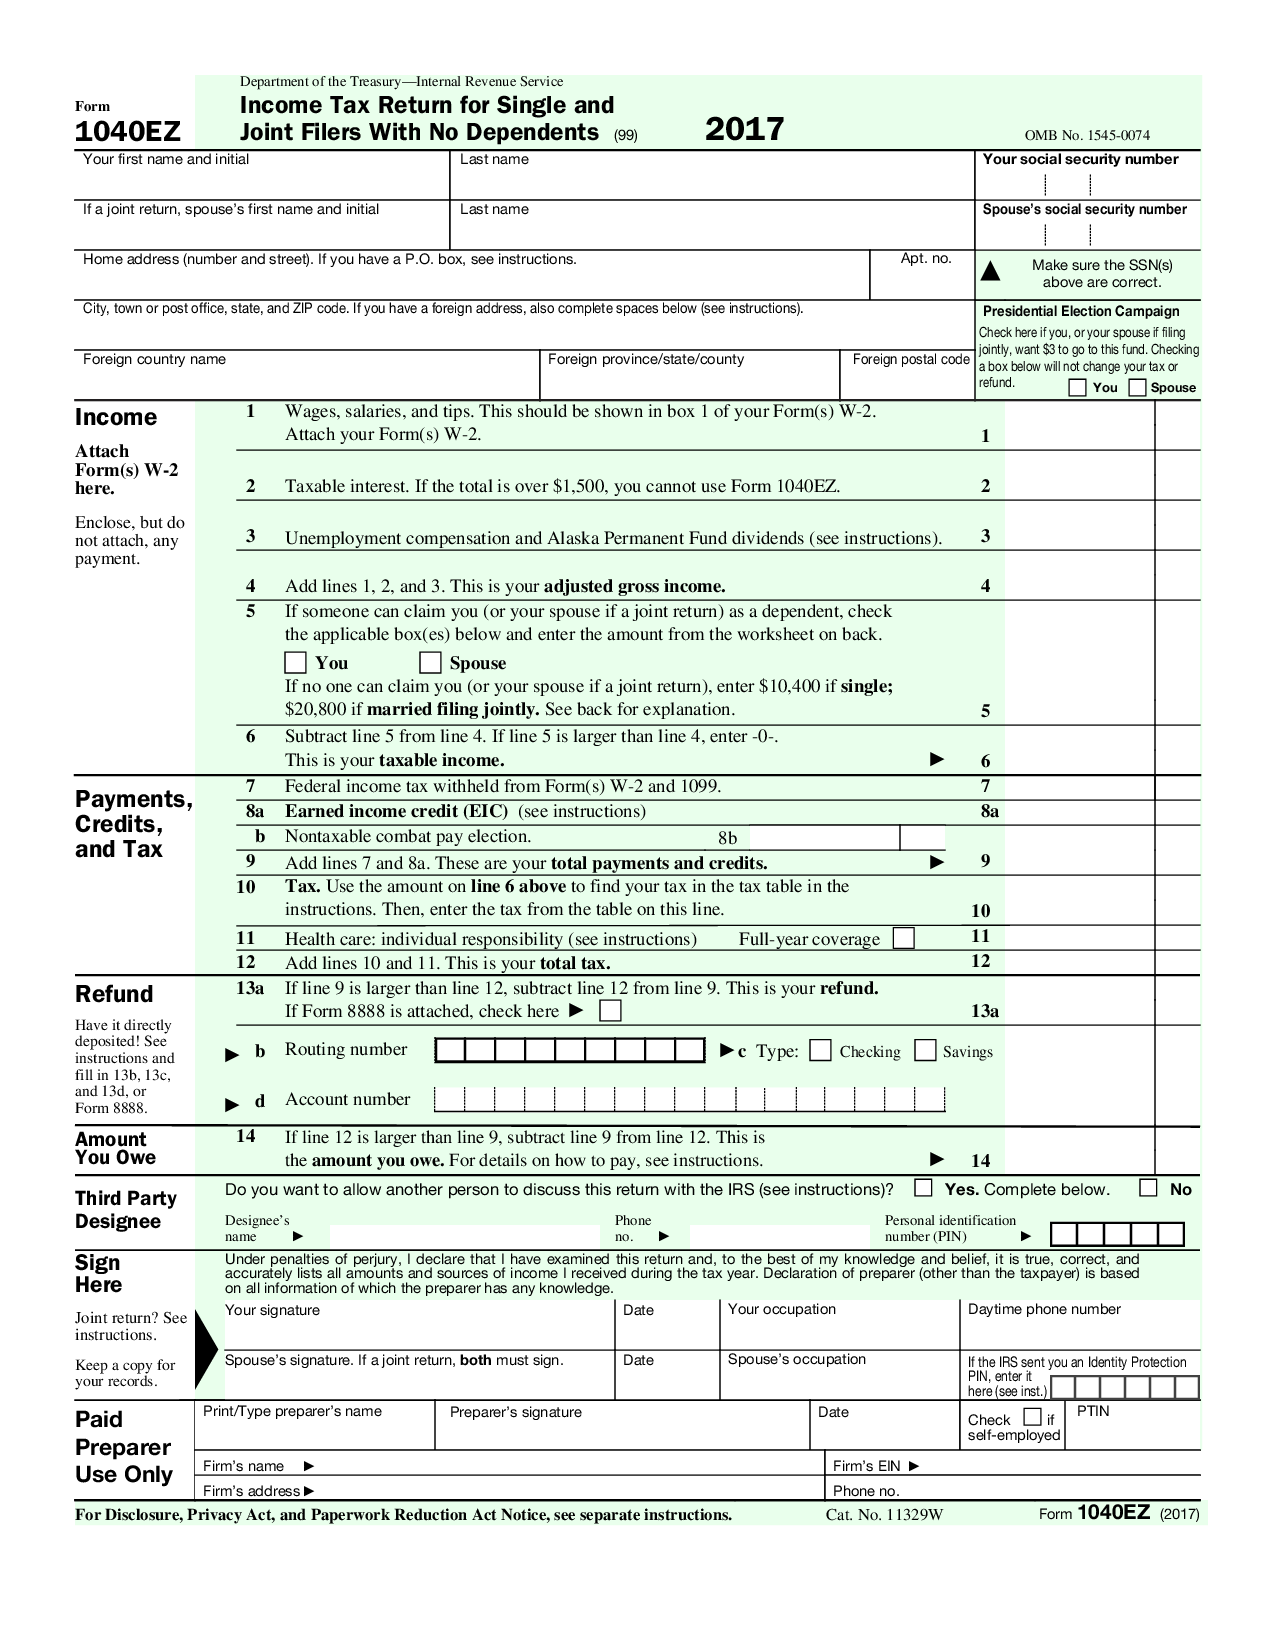 Department of the Treasury—Internal Revenue Service
Form
1040EZ
Income Tax Return for Single and
Joint Filers With No Dependents (99)
2017
OMB No. 1545-0074
Your first name and initial
Last name
Your social security number
If a joint return, spouse's first name and initial
Last name
Spouse's social security number
Home address (number and street). If you have a P.O. box, see instructions.
Apt. no.
▲ Make sure the SSN(s)
above are correct.
City, town or post office, state, and ZIP code. If you have a foreign address, also complete spaces below (see instructions).
Foreign country name
Foreign province/state/county
Foreign postal code
Presidential Election Campaign
Check here if you, or your spouse if filing
jointly, want $3 to go to this fund. Checking
a box below will not change your tax or
refund.
You
Spouse
Income
Attach
Form(s) W-2
here.
Enclose, but do
not attach, any
payment.
1 Wages, salaries, and tips. This should be shown in box 1 of your Form(s) W-2.
Attach your Form(s) W-2. 1
2 Taxable interest. If the total is over $1,500, you cannot use Form 1040EZ. 2
3 Unemployment compensation and Alaska Permanent Fund dividends (see instructions). 3
4 Add lines 1, 2, and 3. This is your adjusted gross income. 4
5 If someone can claim you (or your spouse if a joint return) as a dependent, check
the applicable box(es) below and enter the amount from the worksheet on back.
You Spouse
If no one can claim you (or your spouse if a joint return), enter $10,400 if single;
$20,800 if married filing jointly. See back for explanation. 5
6 Subtract line 5 from line 4. If line 5 is larger than line 4, enter -0-.
This is your taxable income. ▶ 6
Payments,
Credits,
and Tax
7 Federal income tax withheld from Form(s) W-2 and 1099. 7
8a Earned income credit (EIC) (see instructions) 8a
b Nontaxable combat pay election. 8b
9 Add lines 7 and 8a. These are your total payments and credits. ▶ 9
10 Tax. Use the amount on line 6 above to find your tax in the tax table in the
instructions. Then, enter the tax from the table on this line. 10
11 Health care: individual responsibility (see instructions) Full-year coverage 11
12 Add lines 10 and 11. This is your total tax. 12
Refund
Have it directly
deposited! See
instructions and
fill in 13b, 13c,
and 13d, or
Form 8888.
13a If line 9 is larger than line 12, subtract line 12 from line 9. This is your refund.
If Form 8888 is attached, check here ▶ 13a
▶ b Routing number ▶ c Type: Checking Savings
▶ d Account number
Amount
You Owe
14 If line 12 is larger than line 9, subtract line 9 from line 12. This is
the amount you owe. For details on how to pay, see instructions. ▶ 14
Third Party
Designee
Do you want to allow another person to discuss this return with the IRS (see instructions)? Yes. Complete below. No
Designee's
name ▶
Phone
no. ▶
Personal identification
number (PIN) ▶
Sign
Here
Joint return? See
instructions.
Keep a copy for
your records.
Under penalties of perjury, I declare that I have examined this return and, to the best of my knowledge and belief, it is true, correct, and
accurately lists all amounts and sources of income I received during the tax year. Declaration of preparer (other than the taxpayer) is based
on all information of which the preparer has any knowledge.
Your signature
Date
Your occupation
Daytime phone number
Spouse's signature. If a joint return, both must sign.
Date
Spouse's occupation
If the IRS sent you an Identity Protection
PIN, enter it
here (see inst.)
Paid
Preparer
Use Only
Print/Type preparer's name
Preparer's signature
Date
Check if
self-employed
PTIN
Firm's name ▶
Firm's EIN ▶
Firm's address ▶
Phone no.
For Disclosure, Privacy Act, and Paperwork Reduction Act Notice, see separate instructions.
Cat. No. 11329W
Form 1040EZ (2017)